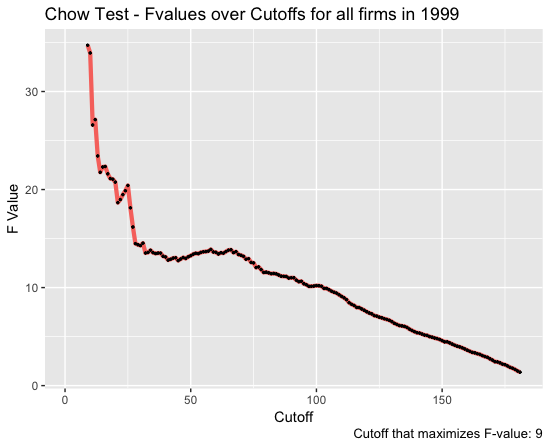 Chow Test - Fvalues over Cutoffs for all firms in 1999
F Value
30
20
10
0
0 50 100 150
Cutoff
Cutoff that maximizes F-value: 9